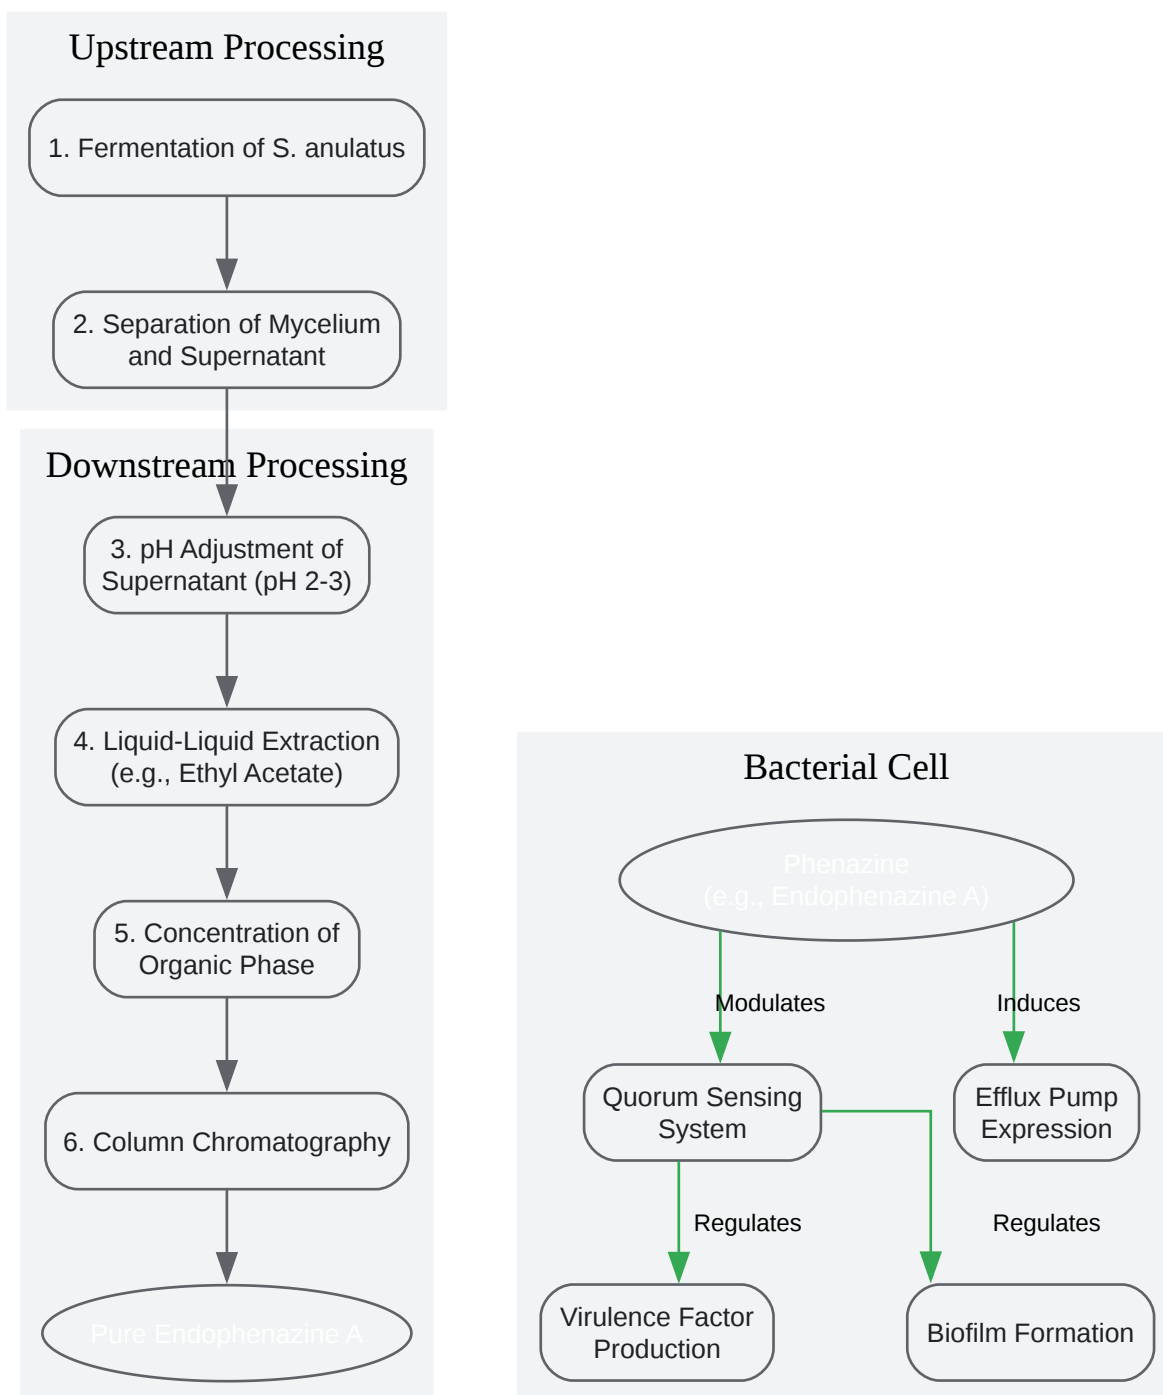 Upstream Processing
1. Fermentation of S. anulatus
2. Separation of Mycelium
and Supernatant
Downstream Processing
3. pH Adjustment of
Supernatant (pH 2-3)
4. Liquid-Liquid Extraction
(e.g., Ethyl Acetate)
5. Concentration of
Organic Phase
6. Column Chromatography
Pure Endophenazine A
Bacterial Cell
Phenazine
(e.g., Endophenazine A)
Modulates
Induces
Quorum Sensing
System
Efflux Pump
Expression
Regulates
Regulates
Virulence Factor
Production
Biofilm Formation